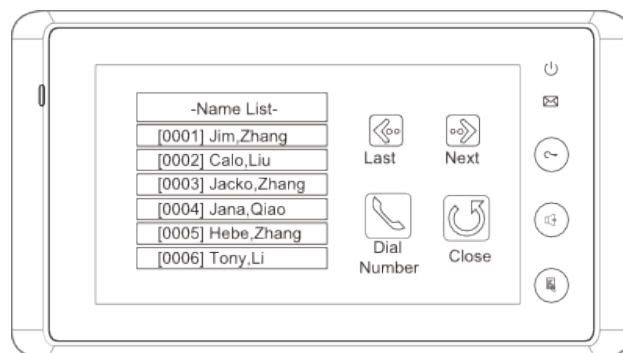 -Name List-
[0001] Jim,Zhang
[0002] Calo,Liu
[0003] Jacko,Zhang
[0004] Jana,Qiao
[0005] Hebe,Zhang
[0006] Tony,Li
Last
Next
Dial
Number
Close